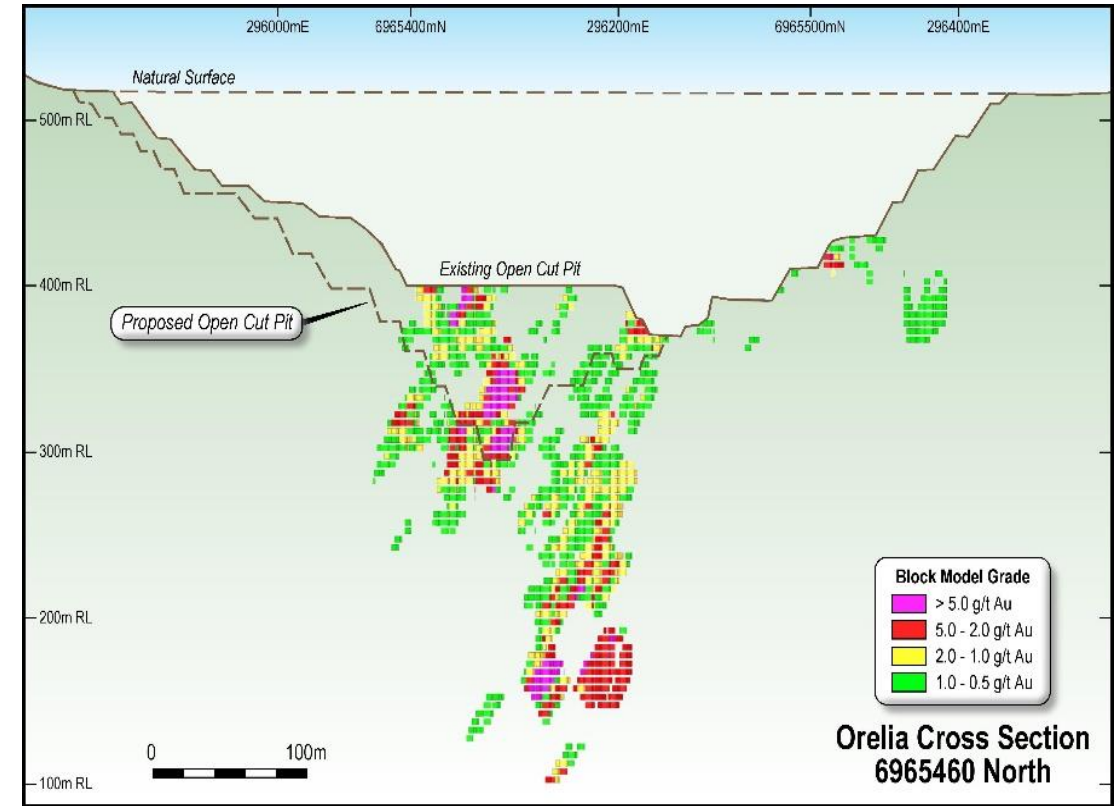 296000mE 6965400mN 296200mE 6965500mN 296400mE
Natural Surface
500m RL
Existing Open Cut Pit
400m RL
Proposed Open Cut Pit
300m RL
Block Model Grade
> 5.0 g/t Au
5.0 - 2.0 g/t Au
200m RL
2.0 - 1.0 g/t Au
1.0 - 0.5 g/t Au
Orelia Cross Section
0 100m
6965460 North
100m RL